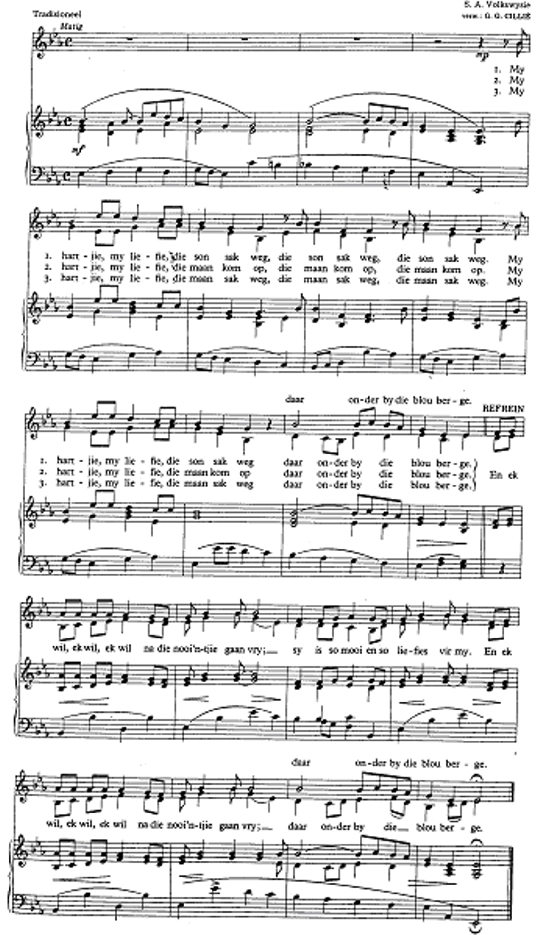 Tradisioneel
S. A. Volkswysie
verw.: G. G. CILLIÉ
Matig
mp
1. My
2. My
3. My
mf
1. hart - jie, my lie - fie, die son sak weg, die son sak weg, die son sak weg. My
2. hart - jie, my lie - fie, die maan kom op, die maan kom op, die maan kom op. My
3. hart - jie, my lie - fie, die maan sak weg, die maan sak weg, die maan sak weg. My
daar on-der by die blou ber - ge.
REFREIN
1. hart - jie, my lie - fie, die son sak weg daar on-der by die blou ber - ge.)
2. hart - jie, my lie - fie, die maan kom op daar on-der by die blou ber - ge.} En ek
3. hart - jie, my lie - fie, die maan sak weg daar on-der by die blou ber - ge.)
wil, ek wil, ek wil na die nooi'n-tjie gaan vry;— sy is so mooi en so lie-fies vir my. En ek
daar on-der by die blou ber - ge.
wil, ek wil, ek wil na die nooi'n-tjie gaan vry;— daar on-der by die— blou ber - ge.